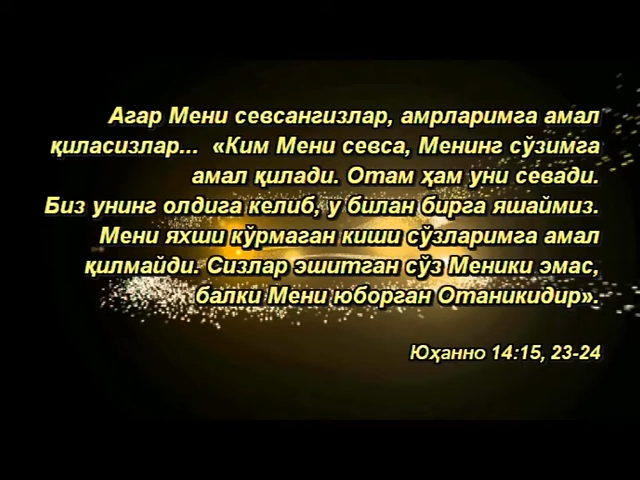 Агар Мени севсангизлар, амрларимга амал
қиласизлар... «Ким Мени севса, Менинг сўзимга
амал қилади. Отам ҳам уни севади.
Биз унинг олдига келиб, у билан бирга яшаймиз.
Мени яхши кўрмаган киши сўзларимга амал
қилмайди. Сизлар эшитган сўз Меники эмас,
балки Мени юборган Отаникидир».
Юҳанно 14:15, 23-24